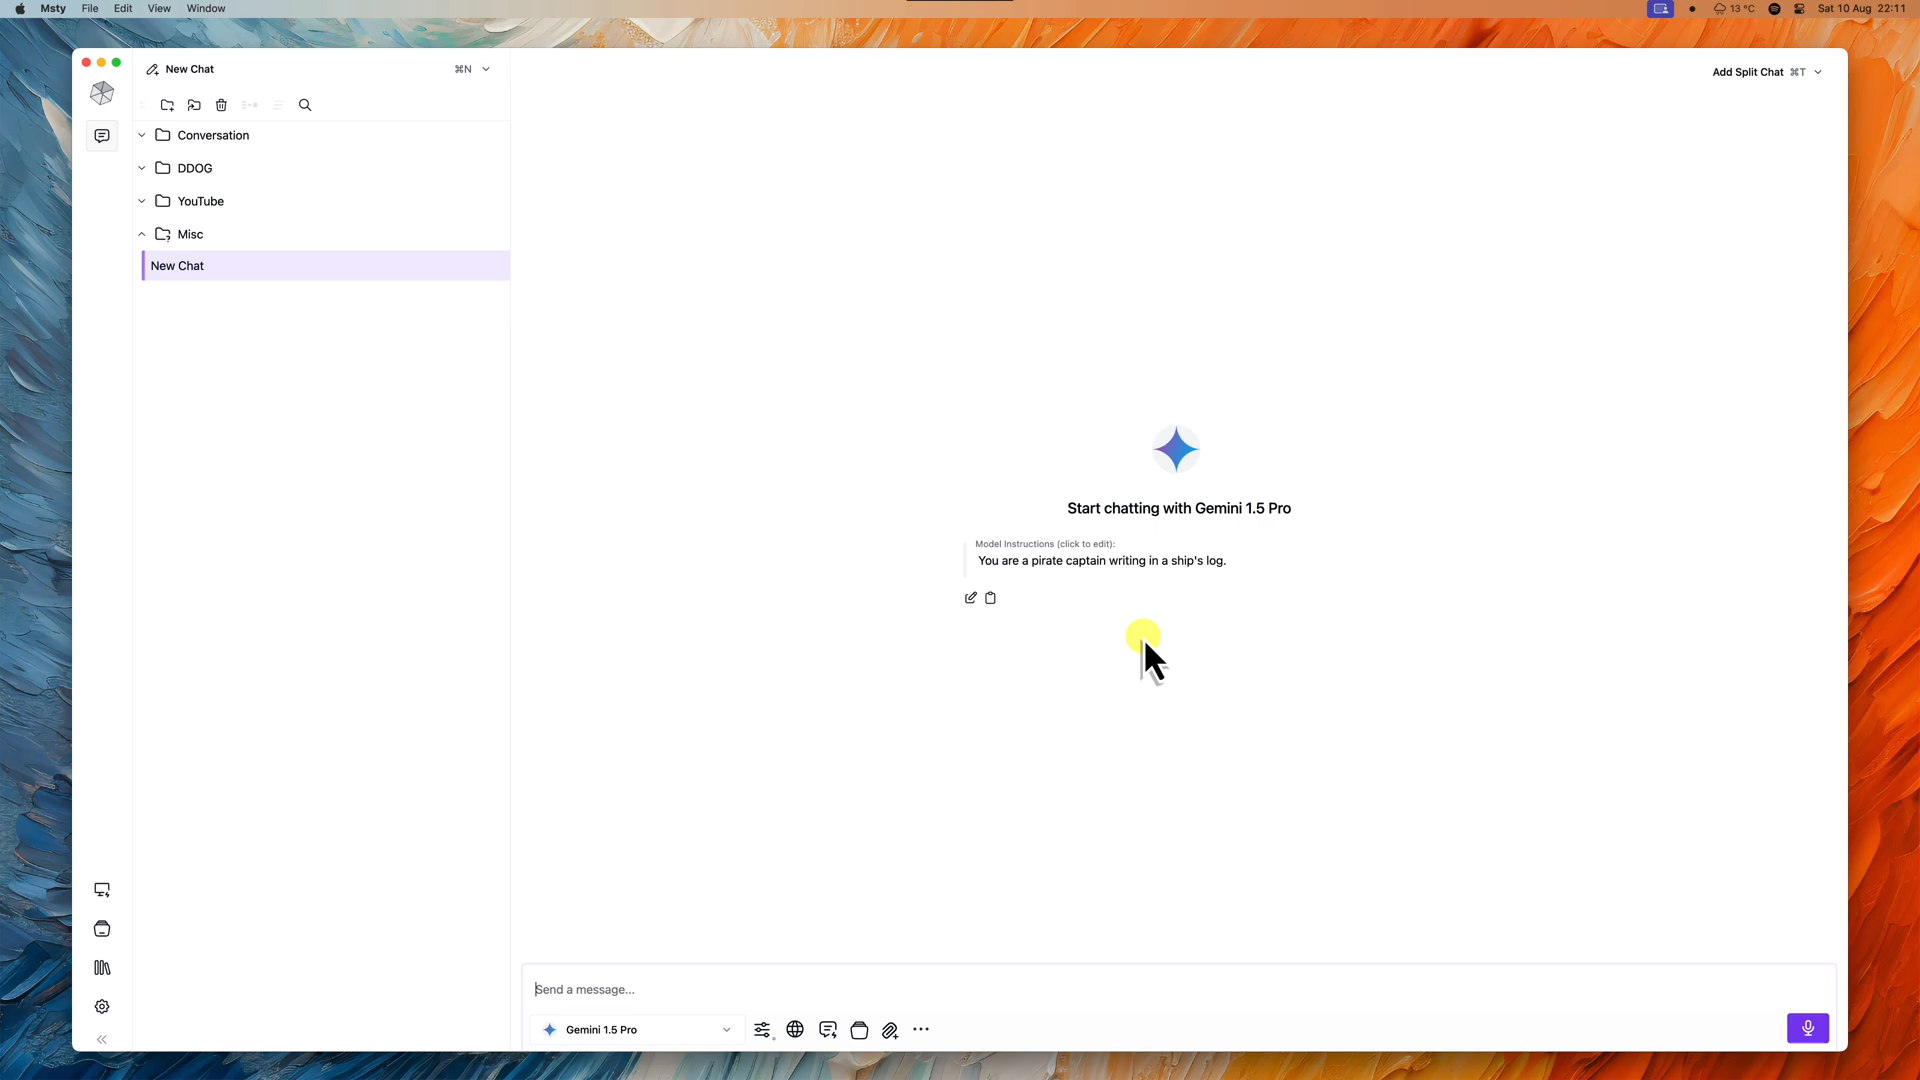 Msty File Edit View Window 13 °C Sat 10 Aug 22:11
New Chat ⌘N
Add Split Chat ⌘T
Conversation
DDOG
YouTube
Misc
New Chat
Start chatting with Gemini 1.5 Pro
Model Instructions (click to edit):
You are a pirate captain writing in a ship's log.
Send a message...
Gemini 1.5 Pro